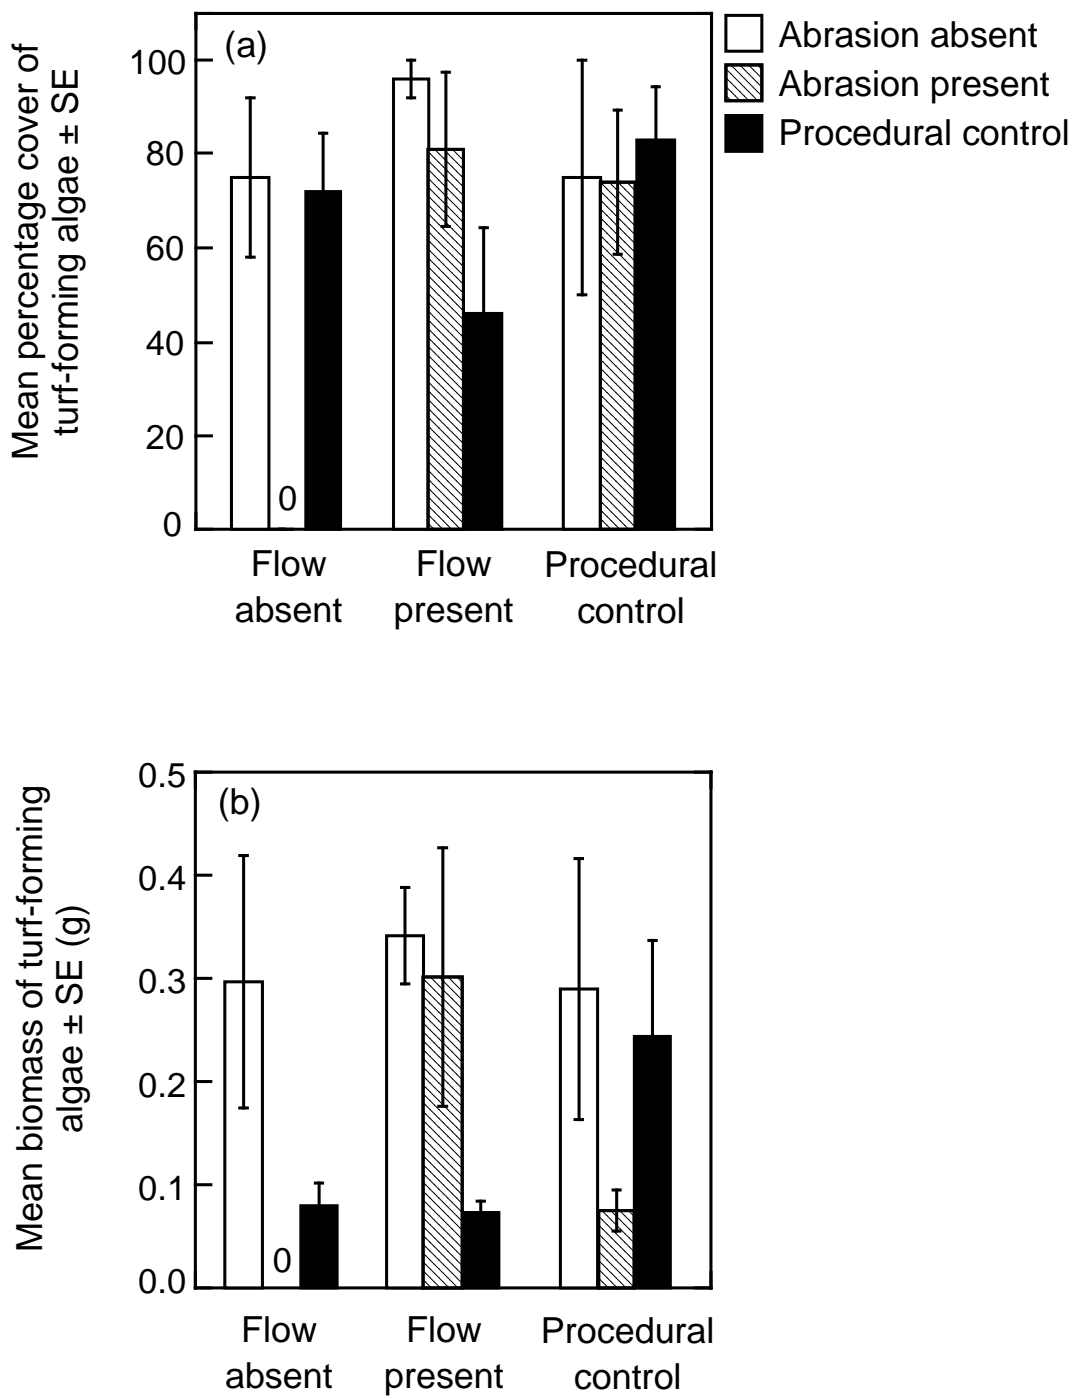 Mean percentage cover of
turf-forming algae ± SE
(a)
100
80
60
40
20
0
0
Flow
absent
Flow
present
Procedural
control
Abrasion absent
Abrasion present
Procedural control
Mean biomass of turf-forming
algae ± SE (g)
(b)
0.5
0.4
0.3
0.2
0.1
0.0
0
Flow
absent
Flow
present
Procedural
control